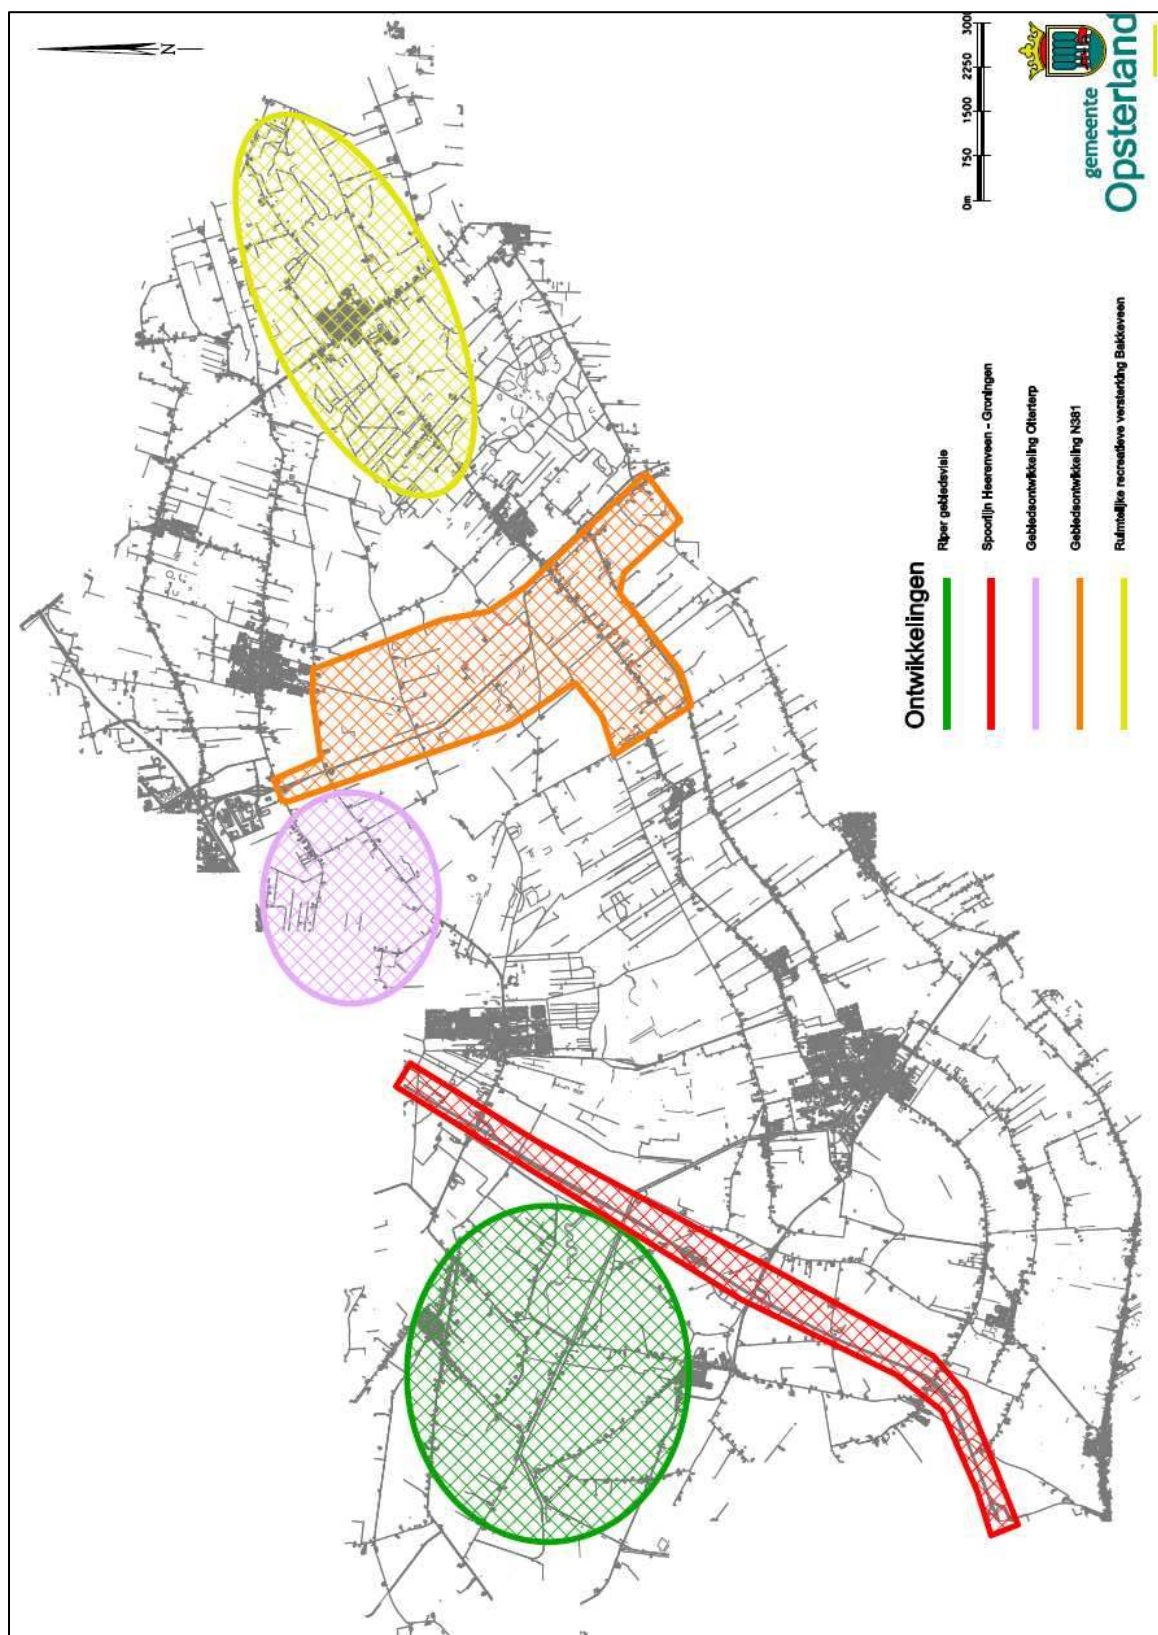 N
0m 750 1500 2250 3000
gemeente
Opsterland
Ontwikkelingen
Riper gebiedsvisie
Spoorlijn Heerenveen - Groningen
Gebiedsontwikkeling Olterterp
Gebiedsontwikkeling N381
Ruimtelijke recreatieve versterking Bakkeveen